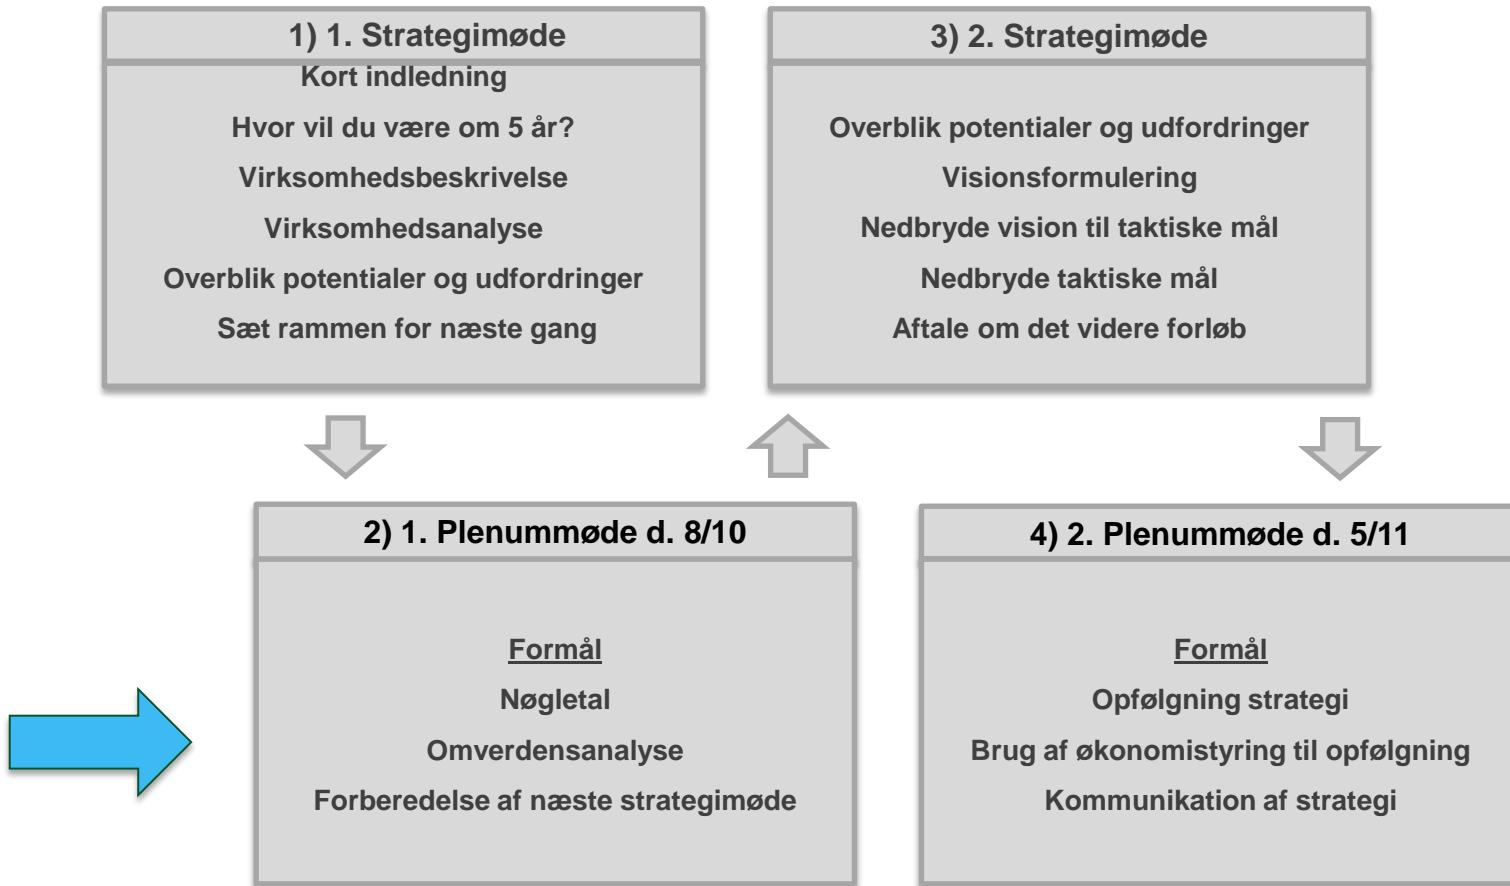 1) 1. Strategimøde
Kort indledning
Hvor vil du være om 5 år?
Virksomhedsbeskrivelse
Virksomhedsanalyse
Overblik potentialer og udfordringer
Sæt rammen for næste gang
2) 1. Plenummøde d. 8/10
Formål
Nøgletal
Omverdensanalyse
Forberedelse af næste strategimøde
3) 2. Strategimøde
Overblik potentialer og udfordringer
Visionsformulering
Nedbryde vision til taktiske mål
Nedbryde taktiske mål
Aftale om det videre forløb
4) 2. Plenummøde d. 5/11
Formål
Opfølgning strategi
Brug af økonomistyring til opfølgning
Kommunikation af strategi